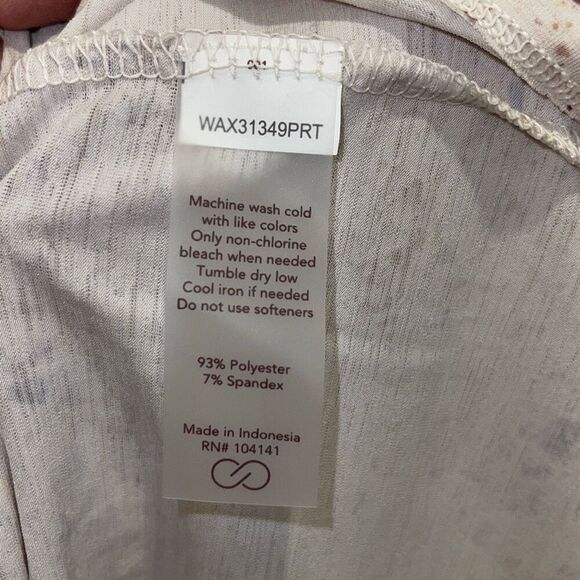 WAX31349PRT
Machine wash cold
with like colors
Only non-chlorine
bleach when needed
Tumble dry low
Cool iron if needed
Do not use softeners
93% Polyester
7% Spandex
Made in Indonesia
RN# 104141